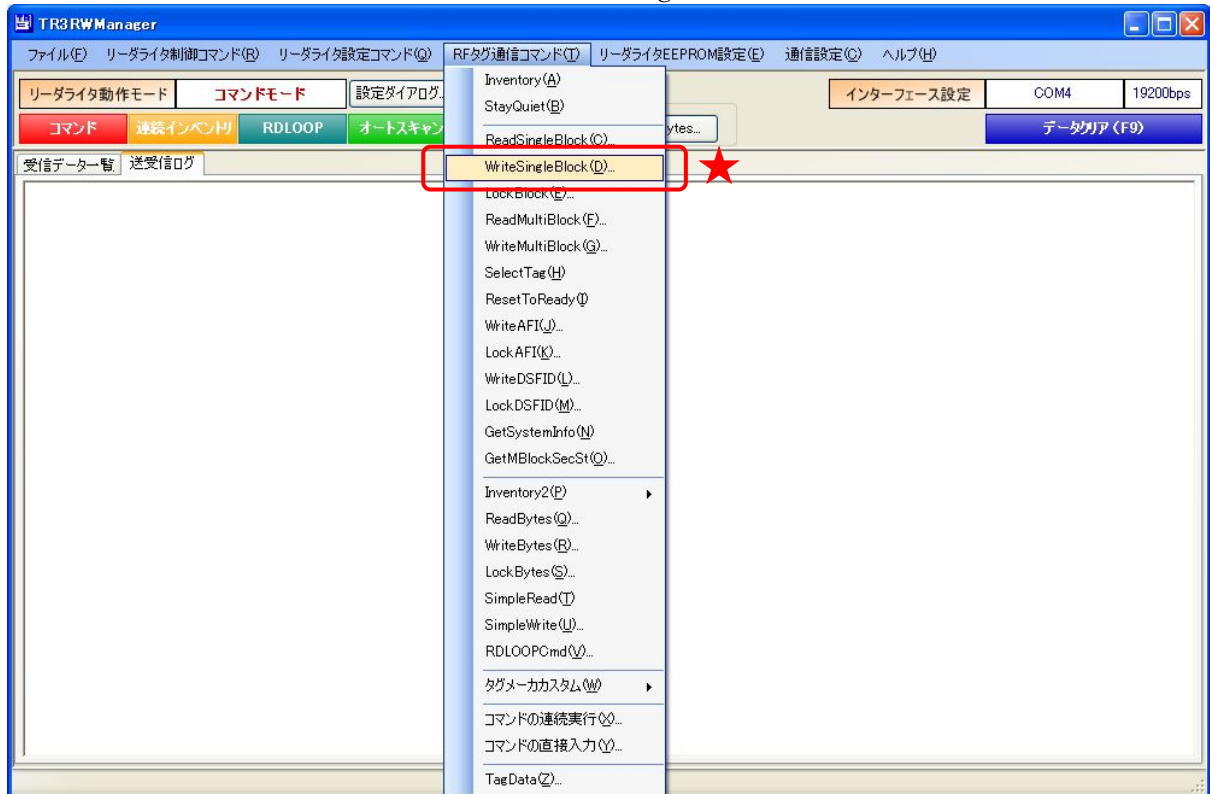 TR3RWManager
ファイル(F) リーダライタ制御コマンド(R) リーダライタ設定コマンド(Q) RFタグ通信コマンド(T) リーダライタEEPROM設定(E) 通信設定(C) ヘルプ(H)
リーダライタ動作モード コマンドモード 設定ダイアログ. インターフェース設定 COM4 19200bps
コマンド 連続インベントリ RDLOOP オートスキャン ytes... データクリア(F9)
受信データ一覧 送受信ログ
Inventory(A)
StayQuiet(B)
ReadSingleBlock(C)...
WriteSingleBlock(D)...
LockBlock(E)...
ReadMultiBlock(F)...
WriteMultiBlock(G)...
SelectTag(H)
ResetToReady(I)
WriteAFI(J)...
LockAFI(K)...
WriteDSFID(L)...
LockDSFID(M)...
GetSystemInfo(N)
GetMBlockSecSt(O)...
Inventory2(P)
ReadBytes(Q)...
WriteBytes(R)...
LockBytes(S)...
SimpleRead(T)
SimpleWrite(U)...
RDLOOPCmd(V)...
タグメーカカスタム(W)
コマンドの連続実行(X)...
コマンドの直接入力(Y)...
TagData(Z)...